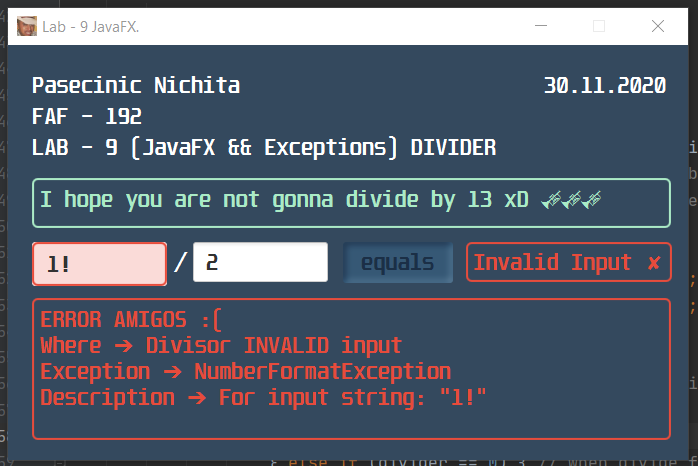 Lab - 9 JavaFX.
Pasecinic Nichita 30.11.2020
FAF - 192
LAB - 9 (JavaFX && Exceptions) DIVIDER
I hope you are not gonna divide by 13 xD 🎺🎺🎺
1! / 2 equals Invalid Input ✘
ERROR AMIGOS :(
Where ➔ Divisor INVALID input
Exception ➔ NumberFormatException
Description ➔ For input string: "1!"